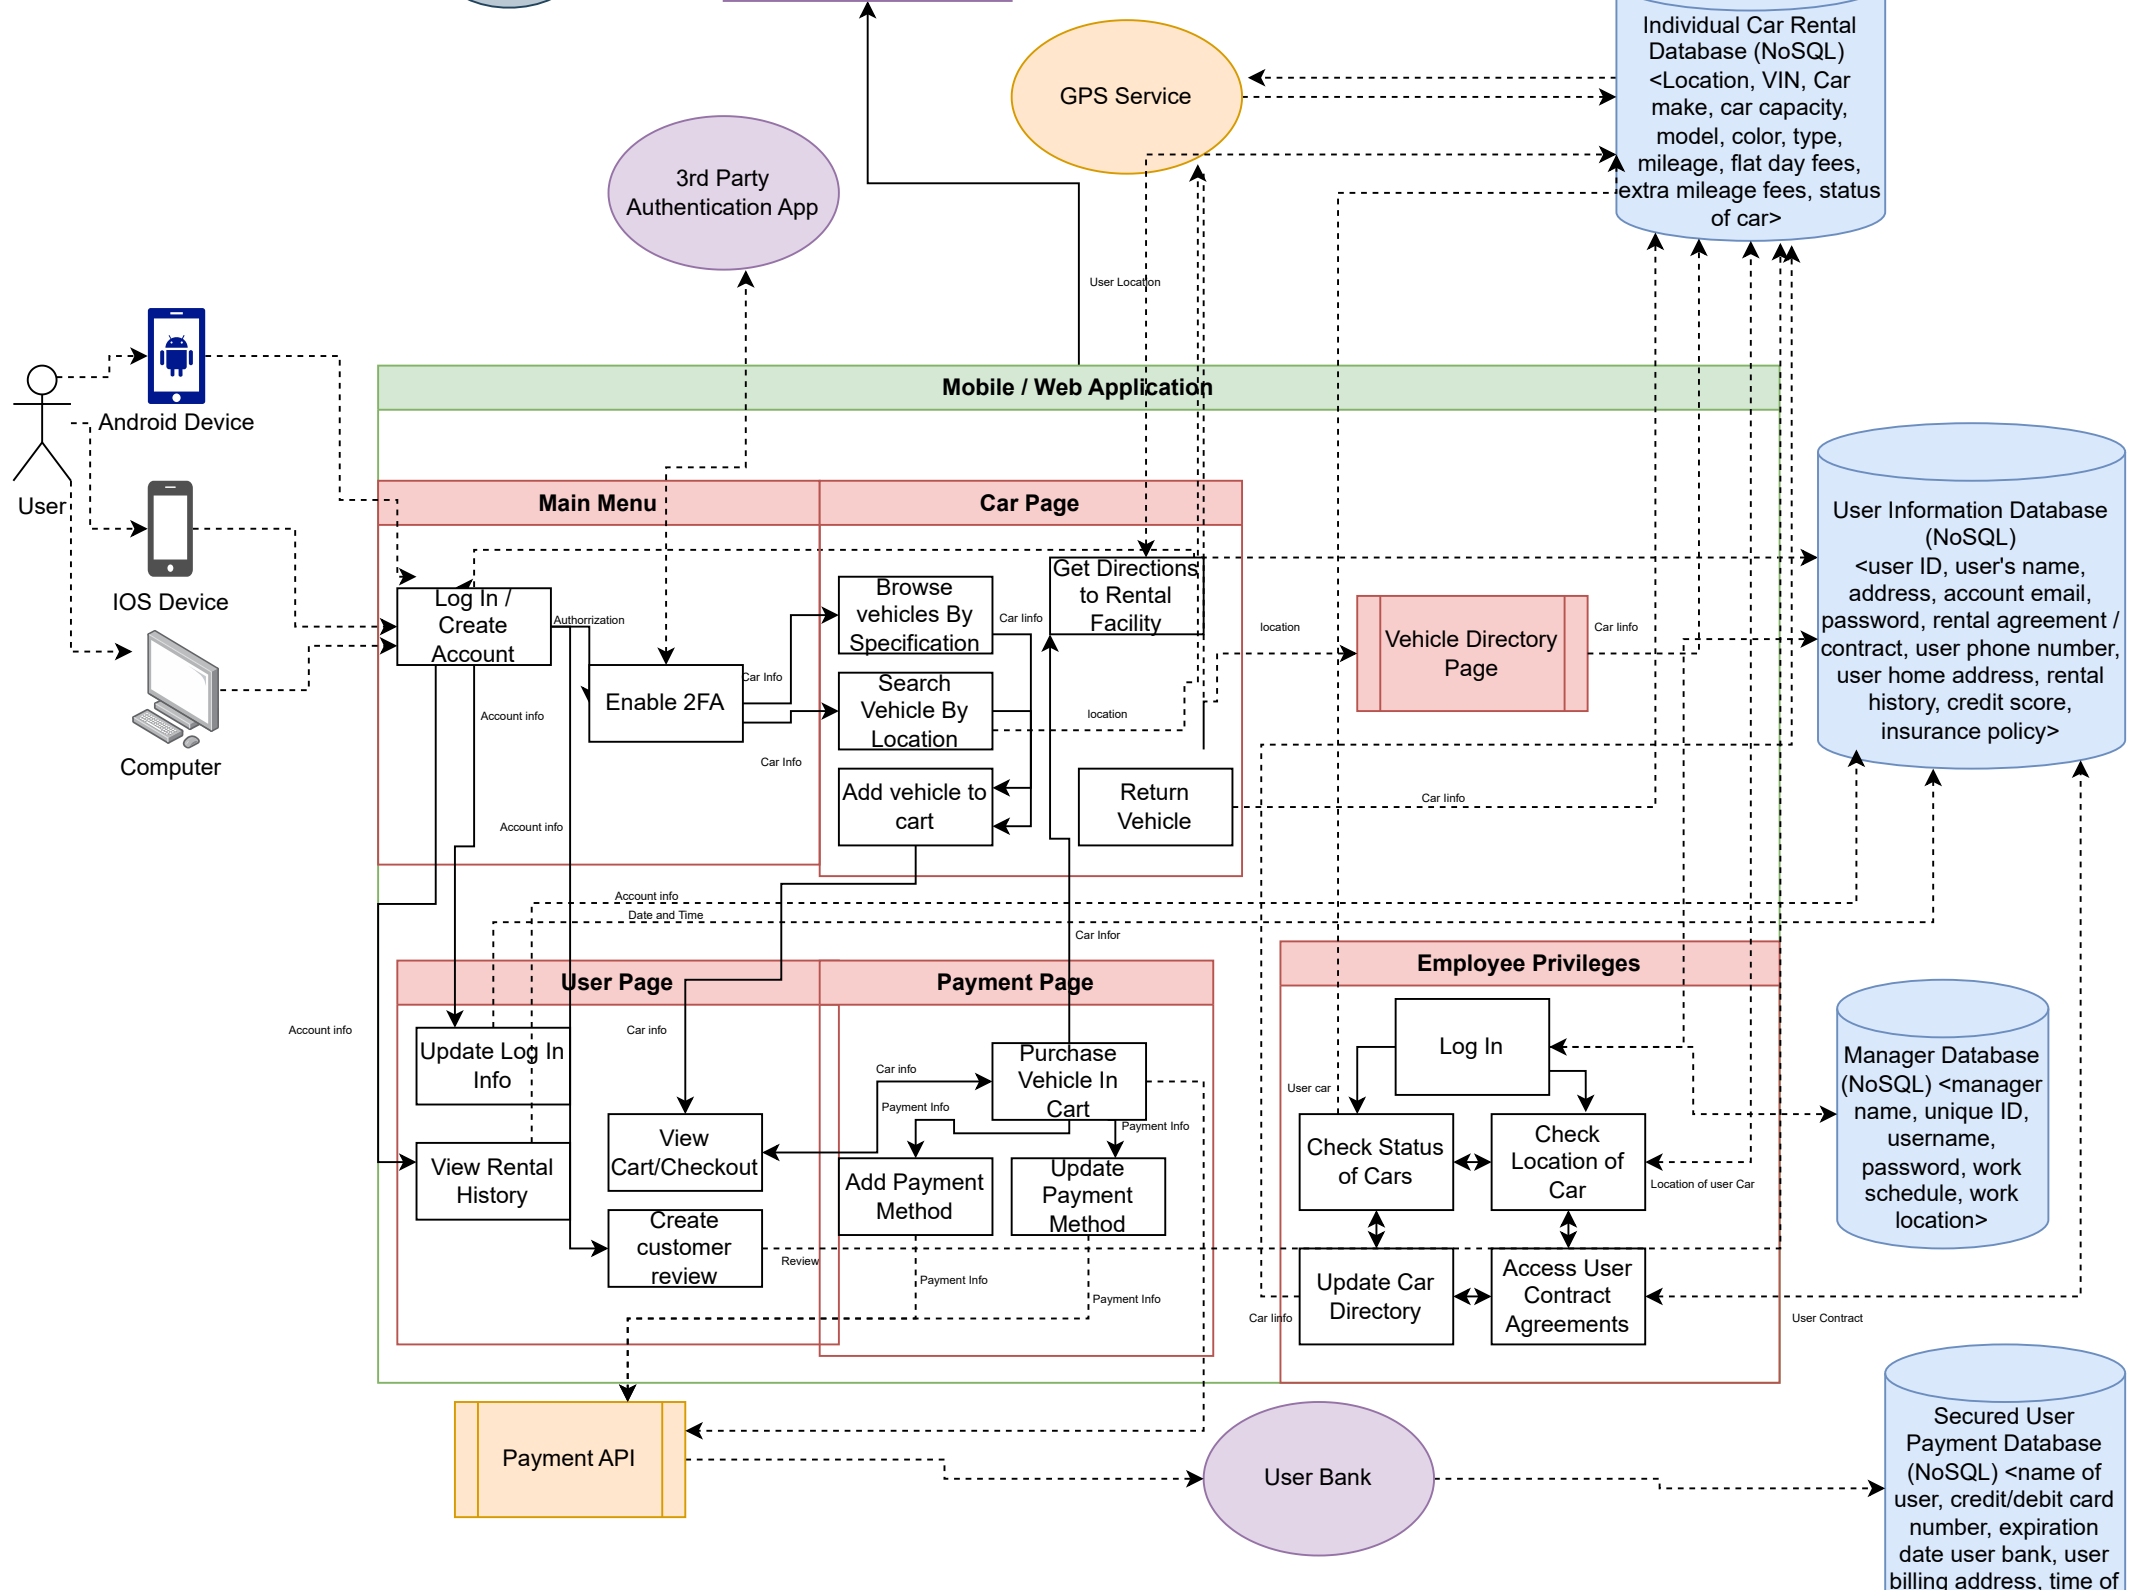 Individual Car Rental
Database (NoSQL)
<Location, VIN, Car
make, car capacity,
model, color, type,
mileage, flat day fees,
extra mileage fees, status
of car>
GPS Service
3rd Party
Authentication App
User Location
Android Device
User
IOS Device
Computer
Mobile / Web Application
Main Menu
Car Page
Log In /
Create
Account
Authorrization
Enable 2FA
Car Info
Car Info
Account info
Account info
Browse
vehicles By
Specification
Car Iinfo
Search
Vehicle By
Location
location
Add vehicle to
cart
Get Directions
to Rental
Facility
Return
Vehicle
location
Vehicle Directory
Page
Car Iinfo
Car Iinfo
User Information Database
(NoSQL)
<user ID, user's name,
address, account email,
password, rental agreement /
contract, user phone number,
user home address, rental
history, credit score,
insurance policy>
Account info
Date and Time
Car Infor
Account info
User Page
Update Log In
Info
Car info
View Rental
History
View
Cart/Checkout
Create
customer
review
Review
Payment Page
Car info
Purchase
Vehicle In
Cart
Payment Info
Payment Info
Add Payment
Method
Update
Payment
Method
Payment Info
Payment Info
Employee Privileges
Log In
User car
Check Status
of Cars
Check
Location of
Car
Location of user Car
Update Car
Directory
Access User
Contract
Agreements
Car Iinfo
User Contract
Manager Database
(NoSQL) <manager
name, unique ID,
username,
password, work
schedule, work
location>
Payment API
User Bank
Secured User
Payment Database
(NoSQL) <name of
user, credit/debit card
number, expiration
date user bank, user
billing address, time of